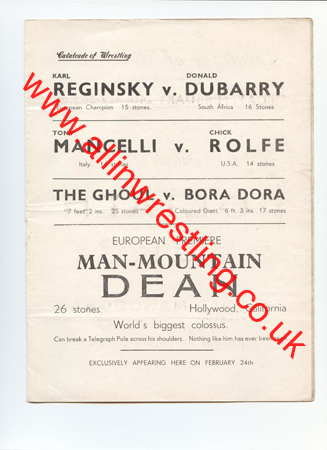 Cavalcade of Wrestling
KARL DONALD
REGINSKY v. DUBARRY
European Champion 15 stones. South Africa 16 Stones
TONY CHICK
MANCELLI v. ROLFE
Italy. stones U.S.A. 14 stones
THE GHOUL v. BORA DORA
7 feet 2 ins. 25 stones Coloured Giant. 6 ft. 3 ins. 17 stones
EUROPEAN PREMIERE
MAN-MOUNTAIN
DEAN
26 stones. Hollywood, California
World's biggest colossus.
Can break a Telegraph Pole across his shoulders. Nothing like him has ever been
EXCLUSIVELY APPEARING HERE ON FEBRUARY 24th
www.allinwrestling.co.uk